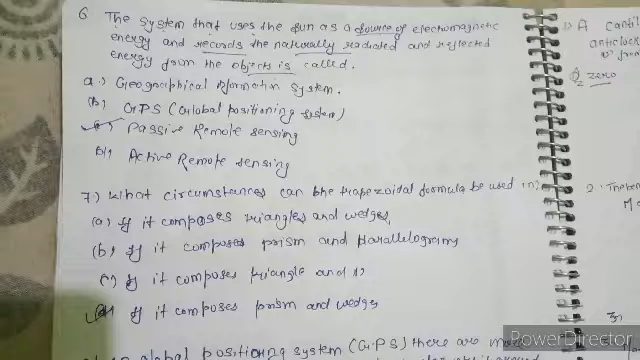 6 The system that uses the sun as a source of electromagnetic
energy and records the naturally radiated and reflected
energy from the objects is called.
a.) Geographical information system.
(b.) GPS (Global positioning system)
(c) Passive Remote sensing
(D) Active Remote sensing
7) What circumstances can the trapezoidal formula be used in?
(a) If it composes triangles and wedges
(b) If it composes prism and parallelograms
(c) If it composes triangle and
(d) If it composes prism and wedges
global positioning system (GPS) there are
1) A
anticlock
zero
2.
3)
PowerDirector